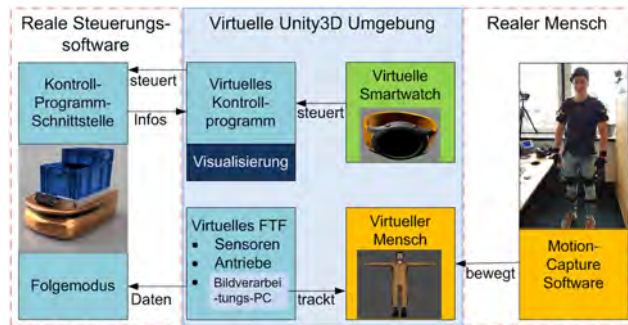 Reale Steuerungs-
software
Virtuelle Unity3D Umgebung
Realer Mensch
Kontroll-
Programm-
Schnittstelle
steuert
Infos
Virtuelles
Kontroll-
programm
Visualisierung
steuert
Virtuelle
Smartwatch
Folgemodus
Daten
Virtuelles FTF
• Sensoren
• Antriebe
• Bildverarbei
-tungs-PC
trackt
Virtueller
Mensch
bewegt
Motion-
Capture
Software